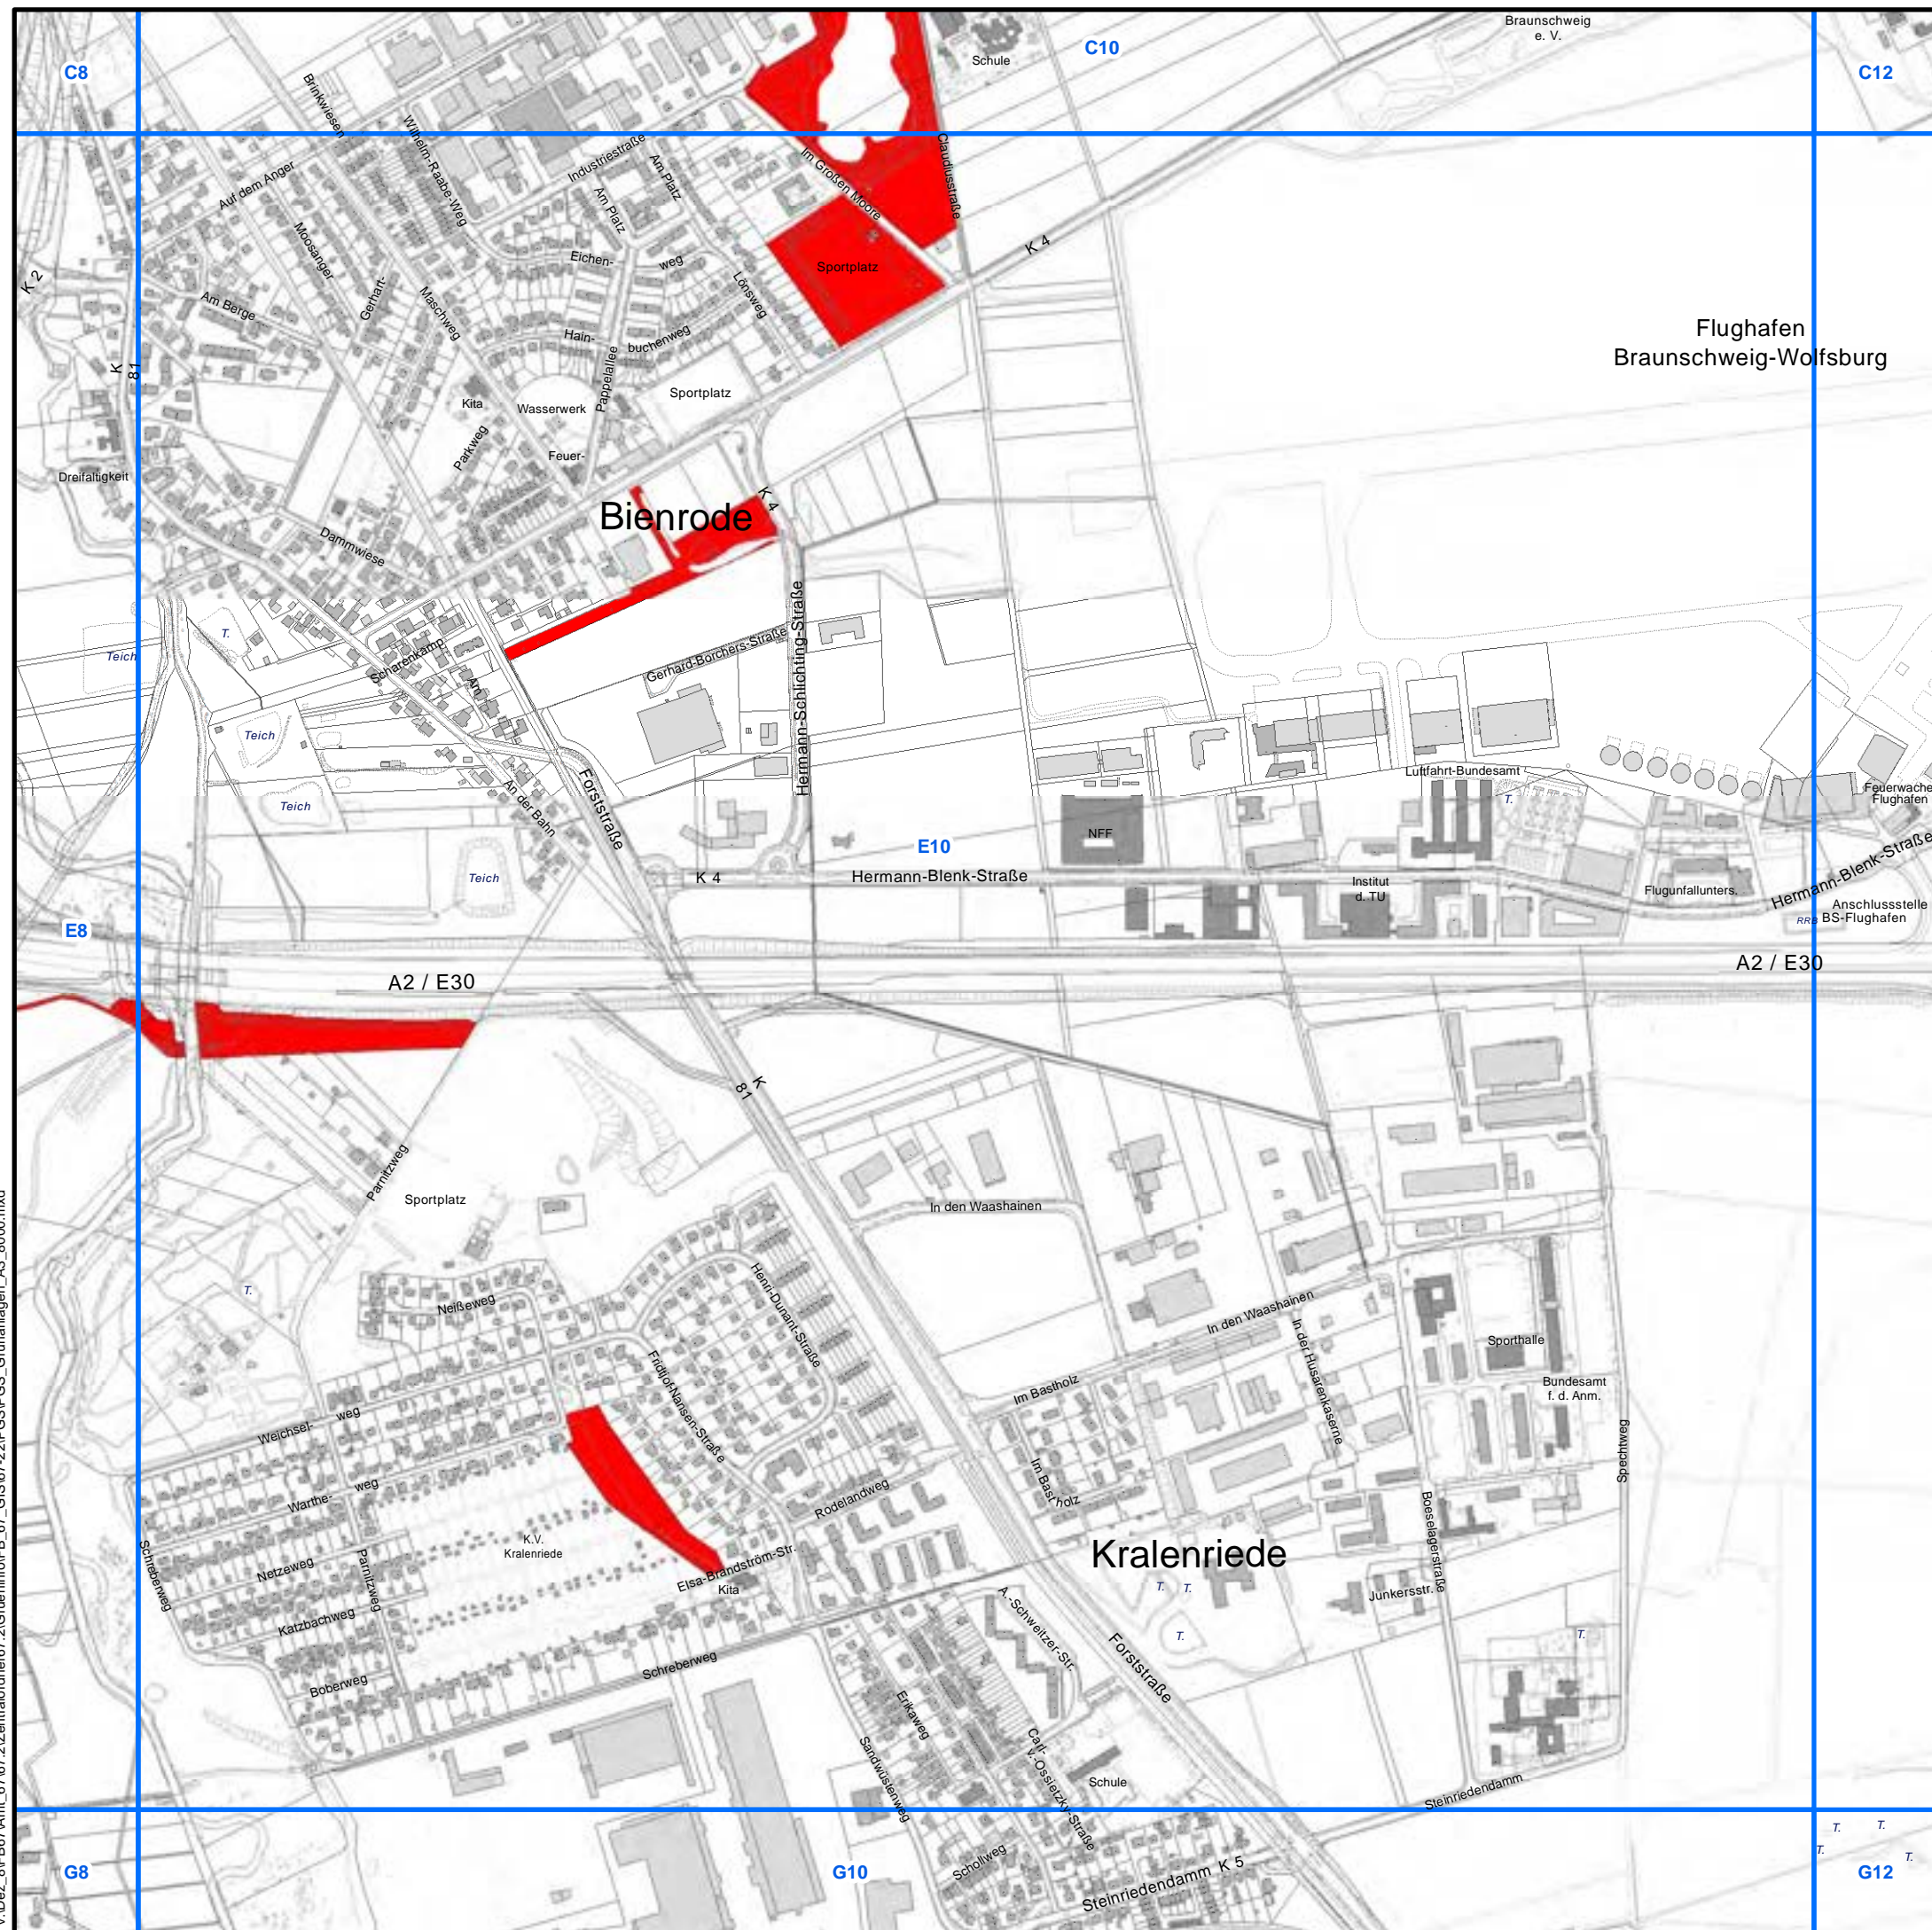 Braunschweig
e. V.
C8
C10
C12
Schule
Brinkwiesen
Wilhelm-Raabe-Weg
Industriestraße
Am Platz
Am Platz
Im Großen Moore
Claudiusstraße
Auf dem Anger
Moosanger
Gerhart-
Maschweg
Eichen-
weg
Lönsweg
Sportplatz
K 4
K 2
Am Berge
Hain-
buchenweg
Pappelallee
Flughafen
Braunschweig-Wolfsburg
K
81
Kita
Wasserwerk
Sportplatz
Parkweg
Feuer-
Dreifaltigkeit
Bienrode
K 4
Dammwiese
T.
Teich
Scharenkamp
Am
Gerhard-Borchers-Straße
Hermann-Schlichting-Straße
Teich
Teich
An der Bahn
Forststraße
Luftfahrt-Bundesamt
T.
Feuerwache
Flughafen
NFF
E10
Teich
K 4
Hermann-Blenk-Straße
Institut
d. TU
Flugunfallunters.
Hermann-Blenk-Straße
Anschlussstelle
BS-Flughafen
RRB
E8
A2 / E30
A2 / E30
K
81
Parnitzweg
Sportplatz
In den Waashainen
T.
Neißeweg
Henri-Dunant-Straße
Fridtjof-Nansen-Straße
In den Waashainen
In der Husarenkaserne
Sporthalle
Bundesamt
f. d. Anm.
Im Bastholz
Weichsel-
weg
Warthe-
weg
Rodelandweg
Im Bast
holz
Spechtweg
Boeselagerstraße
K.V.
Kralenriede
Kralenriede
Schreberweg
Netzeweg
Parnitzweg
Elsa-Brandström-Str.
Kita
Katzbachweg
T.
T.
Junkersstr.
A.-Schweitzer-Str.
T.
T.
Schreberweg
Forststraße
Boberweg
Erikaweg
Sandwüstenweg
Carl-
v.-Ossietzky-Straße
Schule
Steinriedendamm
G8
G10
Schollweg
Steinriedendamm K 5
T.
T.
T.
T.
G12